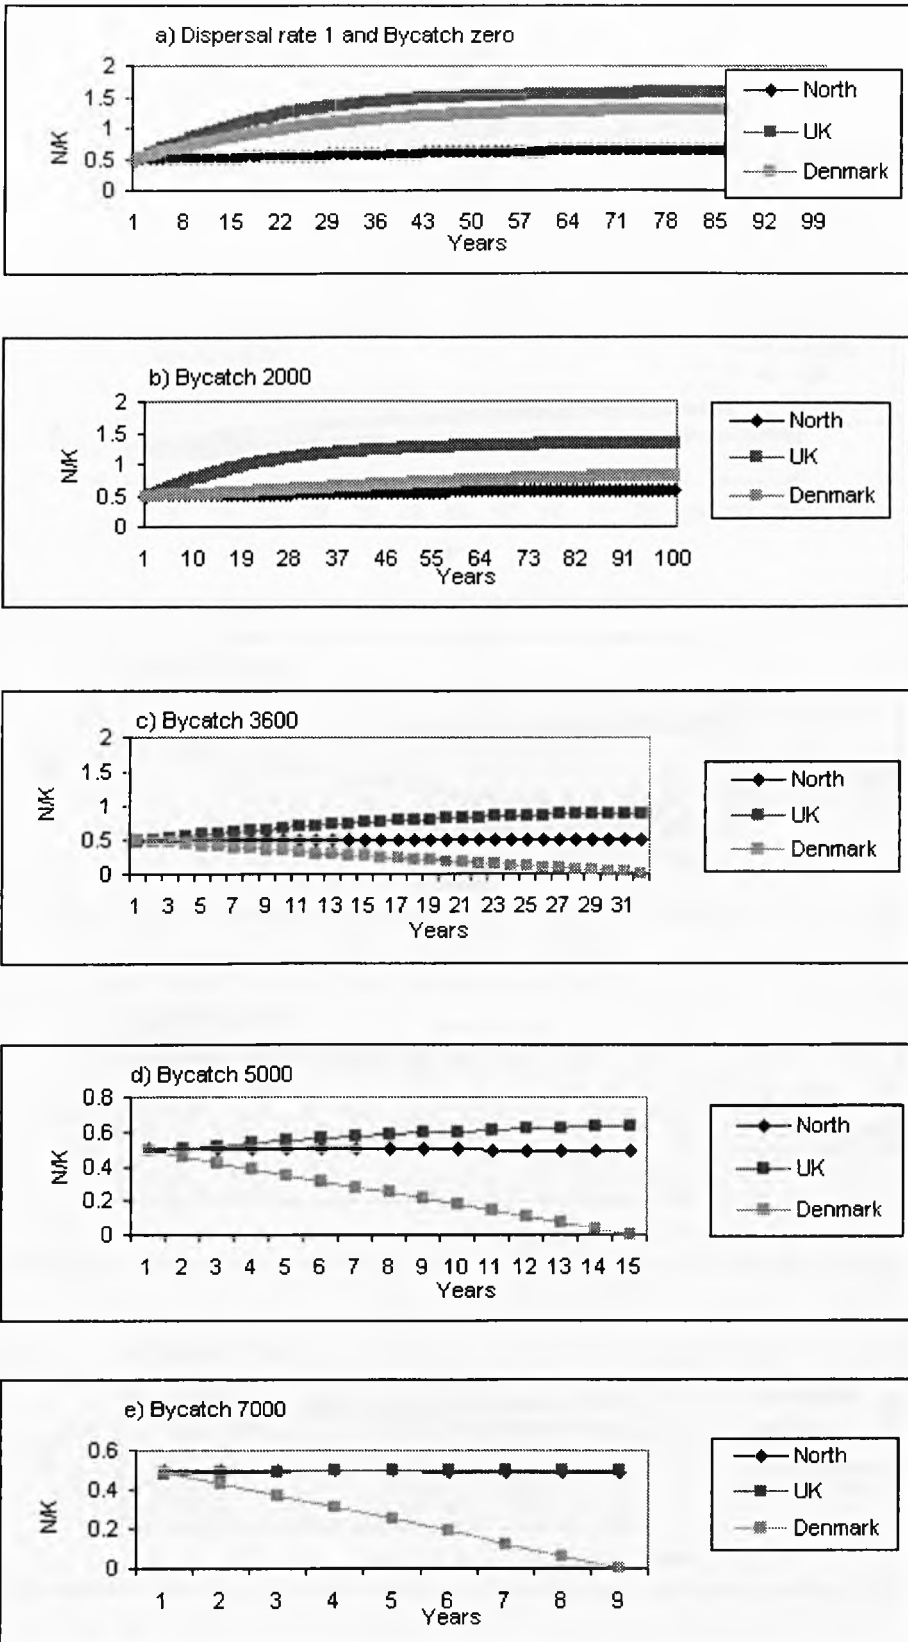 a) Dispersal rate 1 and Bycatch zero
2
1.5
1
0.5
0
N/K
1 8 15 22 29 36 43 50 57 64 71 78 85 92 99
Years
North
UK
Denmark
b) Bycatch 2000
2
1.5
1
0.5
0
N/K
1 10 19 28 37 46 55 64 73 82 91 100
Years
North
UK
Denmark
c) Bycatch 3600
2
1.5
1
0.5
0
N/K
1 3 5 7 9 11 13 15 17 19 21 23 25 27 29 31
Years
North
UK
Denmark
d) Bycatch 5000
0.8
0.6
0.4
0.2
0
N/K
1 2 3 4 5 6 7 8 9 10 11 12 13 14 15
Years
North
UK
Denmark
e) Bycatch 7000
0.6
0.4
0.2
0
N/K
1 2 3 4 5 6 7 8 9
Years
North
UK
Denmark